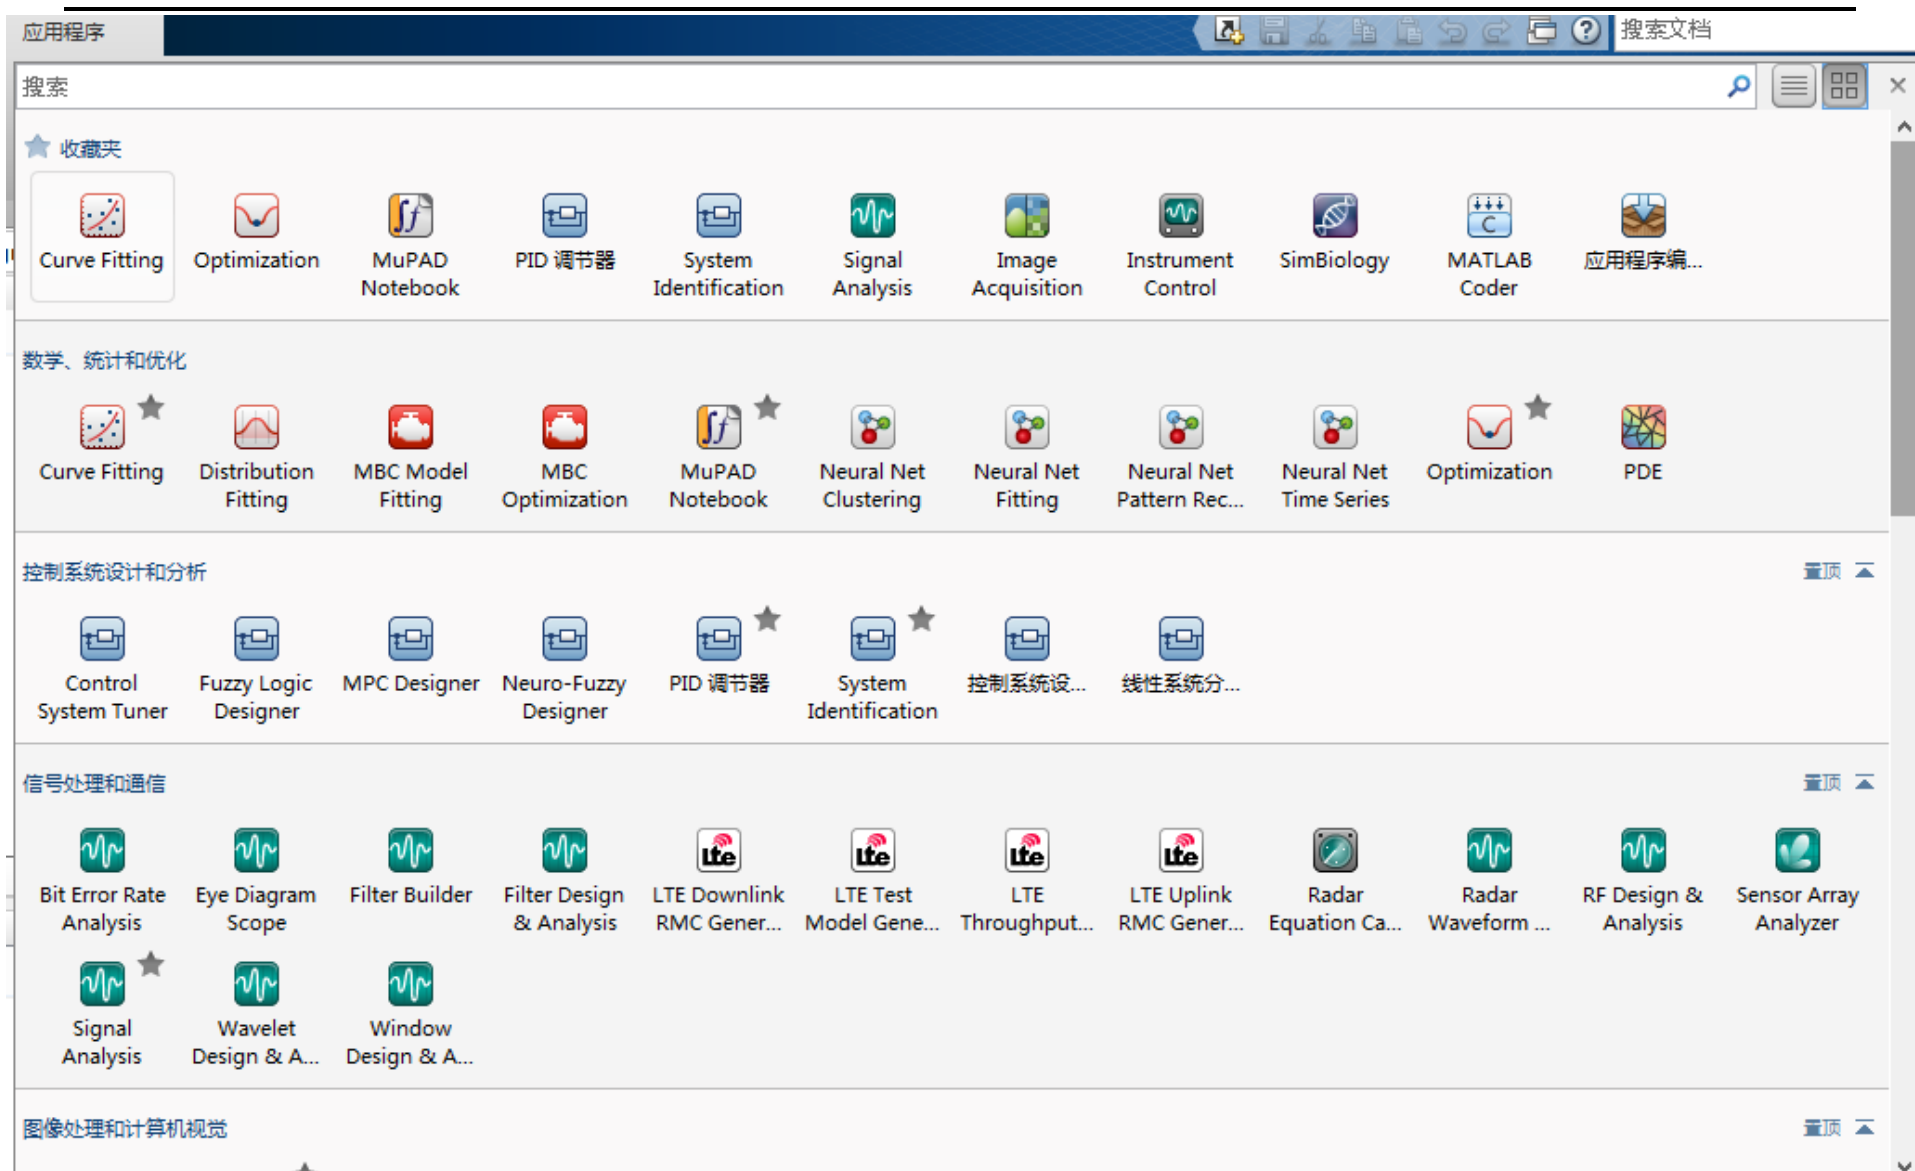 应用程序
搜索文档
搜索
收藏夹
Curve Fitting
Optimization
MuPAD
Notebook
PID 调节器
System
Identification
Signal
Analysis
Image
Acquisition
Instrument
Control
SimBiology
MATLAB
Coder
应用程序编...
数学、统计和优化
Curve Fitting
Distribution
Fitting
MBC Model
Fitting
MBC
Optimization
MuPAD
Notebook
Neural Net
Clustering
Neural Net
Fitting
Neural Net
Pattern Rec...
Neural Net
Time Series
Optimization
PDE
控制系统设计和分析
置顶
Control
System Tuner
Fuzzy Logic
Designer
MPC Designer
Neuro-Fuzzy
Designer
PID 调节器
System
Identification
控制系统设...
线性系统分...
信号处理和通信
置顶
Bit Error Rate
Analysis
Eye Diagram
Scope
Filter Builder
Filter Design
& Analysis
LTE Downlink
RMC Gener...
LTE Test
Model Gene...
LTE
Throughput...
LTE Uplink
RMC Gener...
Radar
Equation Ca...
Radar
Waveform ...
RF Design &
Analysis
Sensor Array
Analyzer
Signal
Analysis
Wavelet
Design & A...
Window
Design & A...
图像处理和计算机视觉
置顶